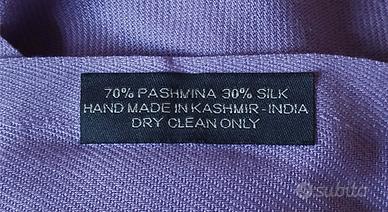 70% PASHMINA 30% SILK
HAND MADE IN KASHMIR - INDIA
DRY CLEAN ONLY
subito